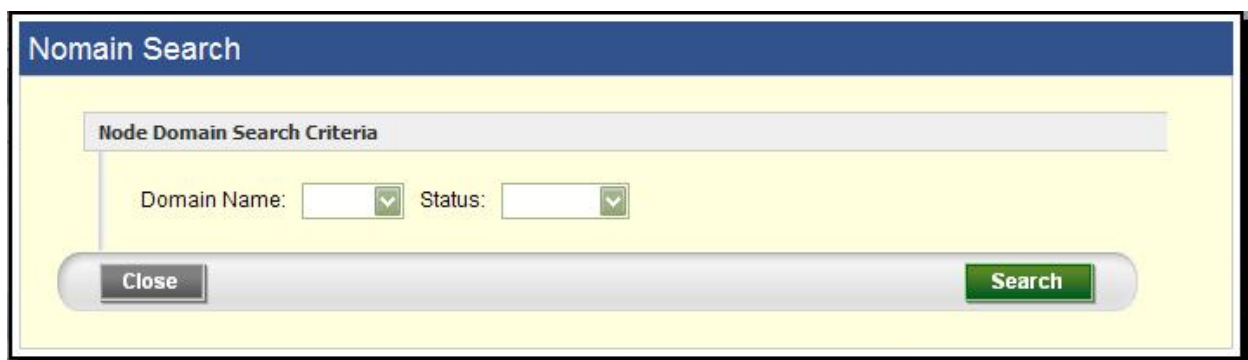 Nomain Search
Node Domain Search Criteria
Domain Name: Status:
Close Search